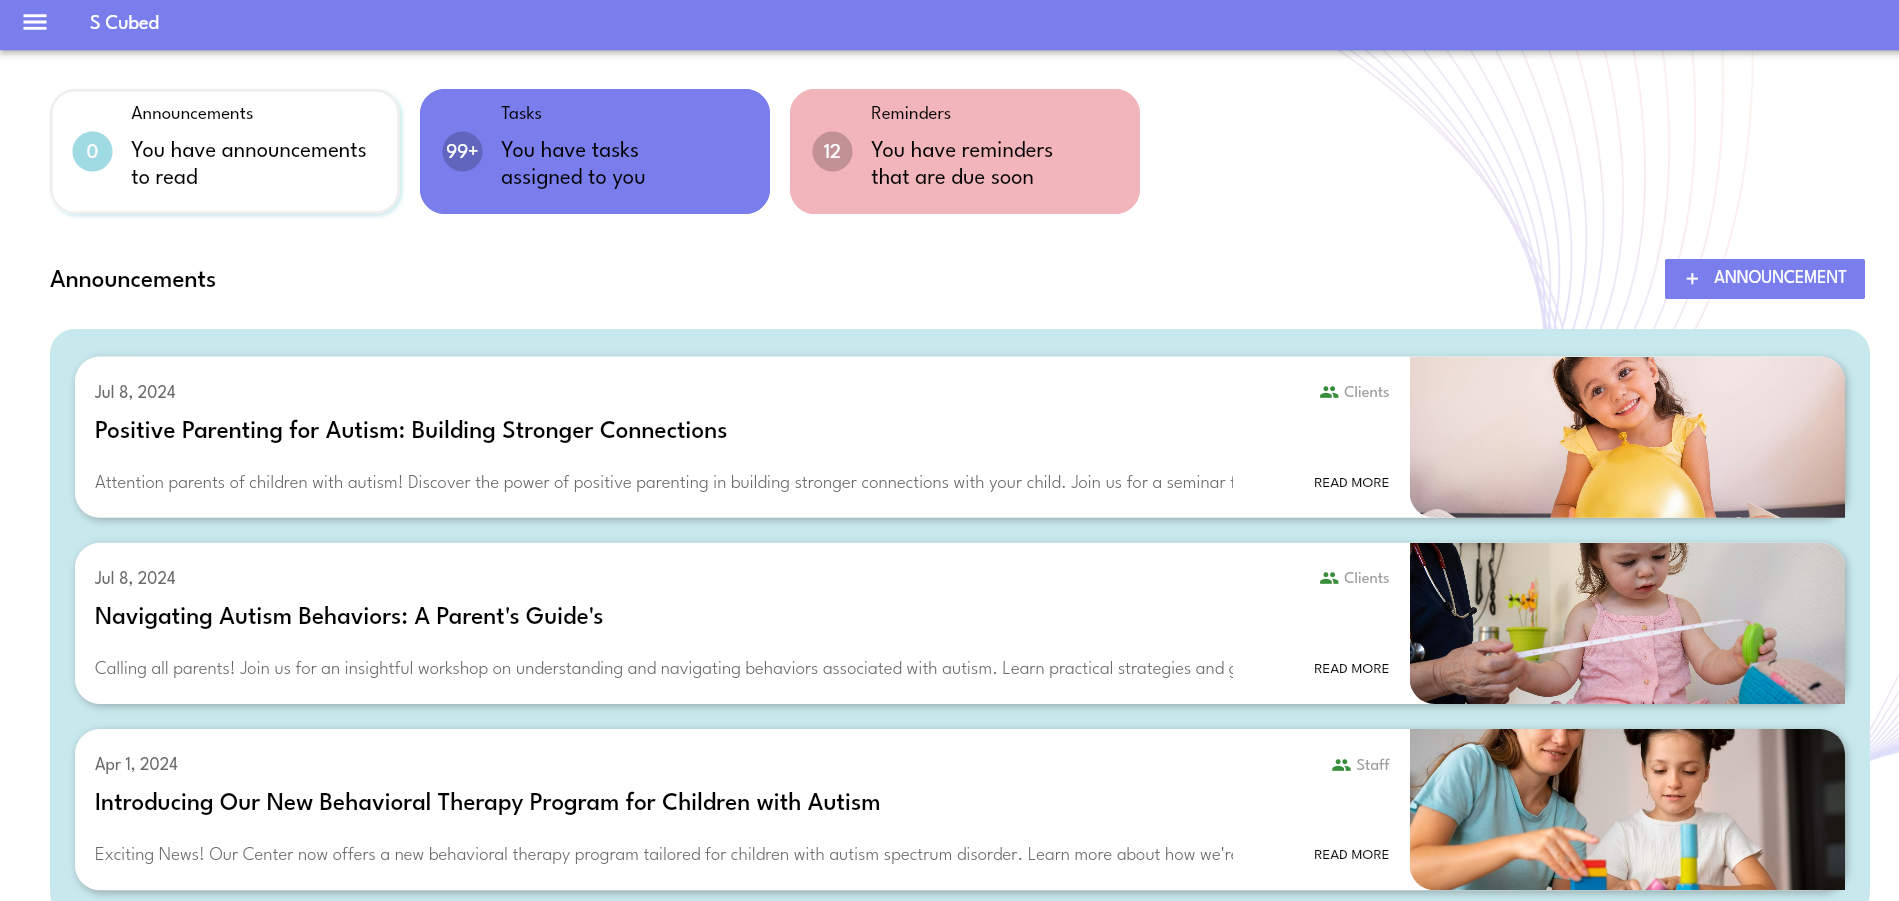 S Cubed
Announcements
0
You have announcements
to read
Tasks
99+
You have tasks
assigned to you
Reminders
12
You have reminders
that are due soon
Announcements
+ ANNOUNCEMENT
Jul 8, 2024
Clients
Positive Parenting for Autism: Building Stronger Connections
Attention parents of children with autism! Discover the power of positive parenting in building stronger connections with your child. Join us for a seminar
READ MORE
Jul 8, 2024
Clients
Navigating Autism Behaviors: A Parent's Guide's
Calling all parents! Join us for an insightful workshop on understanding and navigating behaviors associated with autism. Learn practical strategies and
READ MORE
Apr 1, 2024
Staff
Introducing Our New Behavioral Therapy Program for Children with Autism
Exciting News! Our Center now offers a new behavioral therapy program tailored for children with autism spectrum disorder. Learn more about how we're
READ MORE